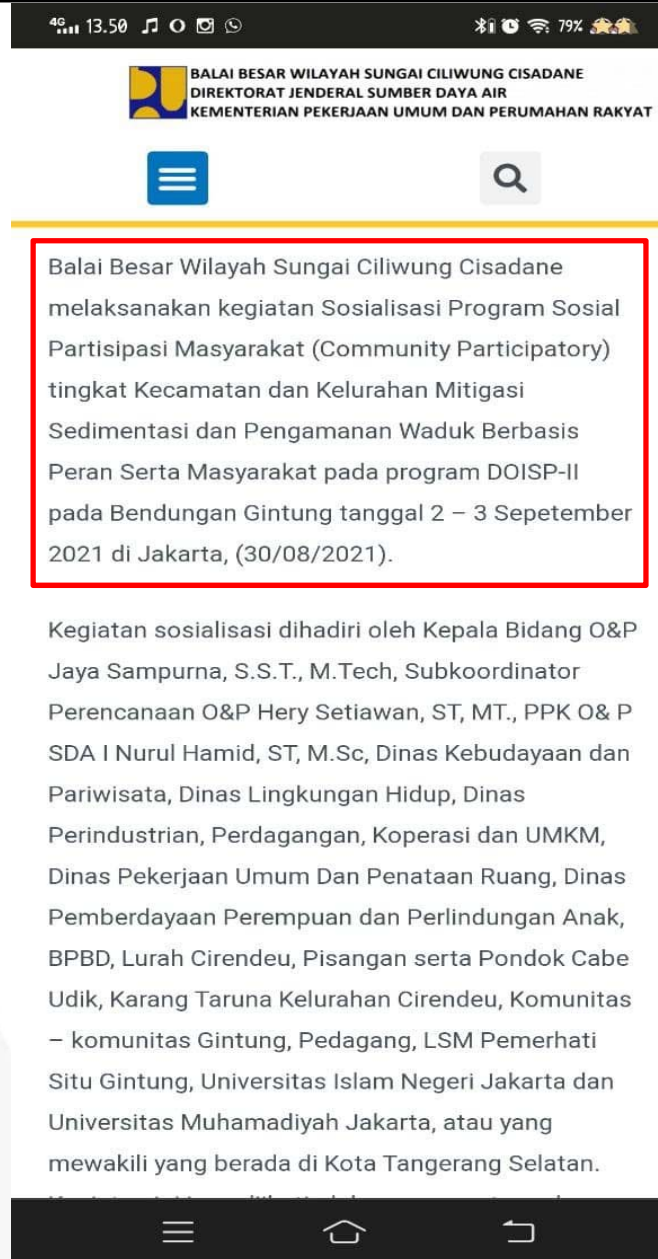 4G 13.50 79%
BALAI BESAR WILAYAH SUNGAI CILIWUNG CISADANE
DIREKTORAT JENDERAL SUMBER DAYA AIR
KEMENTERIAN PEKERJAAN UMUM DAN PERUMAHAN RAKYAT
Balai Besar Wilayah Sungai Ciliwung Cisadane
melaksanakan kegiatan Sosialisasi Program Sosial
Partisipasi Masyarakat (Community Participatory)
tingkat Kecamatan dan Kelurahan Mitigasi
Sedimentasi dan Pengamanan Waduk Berbasis
Peran Serta Masyarakat pada program DOISP-II
pada Bendungan Gintung tanggal 2 – 3 Sepetember
2021 di Jakarta, (30/08/2021).
Kegiatan sosialisasi dihadiri oleh Kepala Bidang O&P
Jaya Sampurna, S.S.T., M.Tech, Subkoordinator
Perencanaan O&P Hery Setiawan, ST, MT., PPK O& P
SDA I Nurul Hamid, ST, M.Sc, Dinas Kebudayaan dan
Pariwisata, Dinas Lingkungan Hidup, Dinas
Perindustrian, Perdagangan, Koperasi dan UMKM,
Dinas Pekerjaan Umum Dan Penataan Ruang, Dinas
Pemberdayaan Perempuan dan Perlindungan Anak,
BPBD, Lurah Cirendeu, Pisangan serta Pondok Cabe
Udik, Karang Taruna Kelurahan Cirendeu, Komunitas
– komunitas Gintung, Pedagang, LSM Pemerhati
Situ Gintung, Universitas Islam Negeri Jakarta dan
Universitas Muhamadiyah Jakarta, atau yang
mewakili yang berada di Kota Tangerang Selatan.